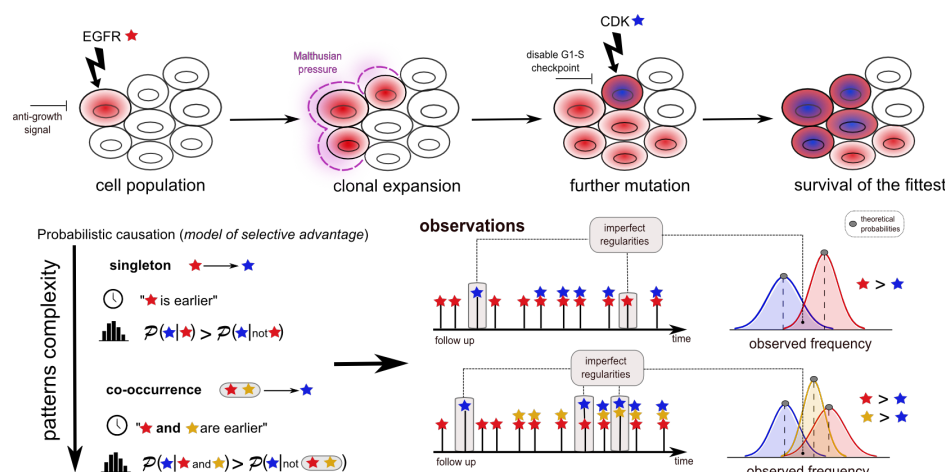 EGFR
CDK
Malthusian
pressure
disable G1-S
checkpoint
anti-growth
signal
cell population
clonal expansion
further mutation
survival of the fittest
Probabilistic causation (model of selective advantage)
patterns complexity
singleton
"★ is earlier"
𝒫(★|★) > 𝒫(★|not★)
co-occurrence
"★ and ★ are earlier"
𝒫(★|★ and ★) > 𝒫(★|not ★ ★)
observations
imperfect
regularities
follow up
time
theoretical
probabilities
★ > ★
observed frequency
imperfect
regularities
follow up
time
★ > ★
★ > ★
observed frequency